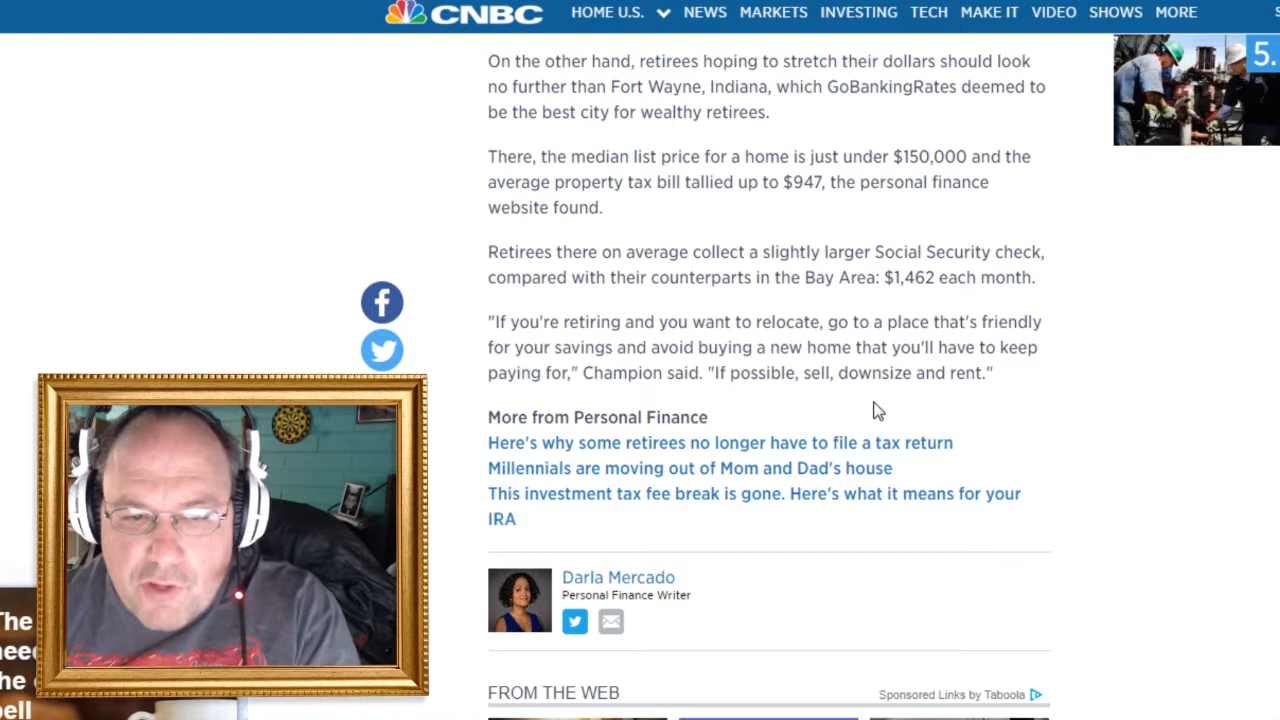 CNBC
HOME U.S. NEWS MARKETS INVESTING TECH MAKE IT VIDEO SHOWS MORE
5.
On the other hand, retirees hoping to stretch their dollars should look
no further than Fort Wayne, Indiana, which GoBankingRates deemed to
be the best city for wealthy retirees.
There, the median list price for a home is just under $150,000 and the
average property tax bill tallied up to $947, the personal finance
website found.
Retirees there on average collect a slightly larger Social Security check,
compared with their counterparts in the Bay Area: $1,462 each month.
"If you're retiring and you want to relocate, go to a place that's friendly
for your savings and avoid buying a new home that you'll have to keep
paying for," Champion said. "If possible, sell, downsize and rent."
More from Personal Finance
Here's why some retirees no longer have to file a tax return
Millennials are moving out of Mom and Dad's house
This investment tax fee break is gone. Here's what it means for your
IRA
Darla Mercado
Personal Finance Writer
FROM THE WEB
Sponsored Links by Taboola
The